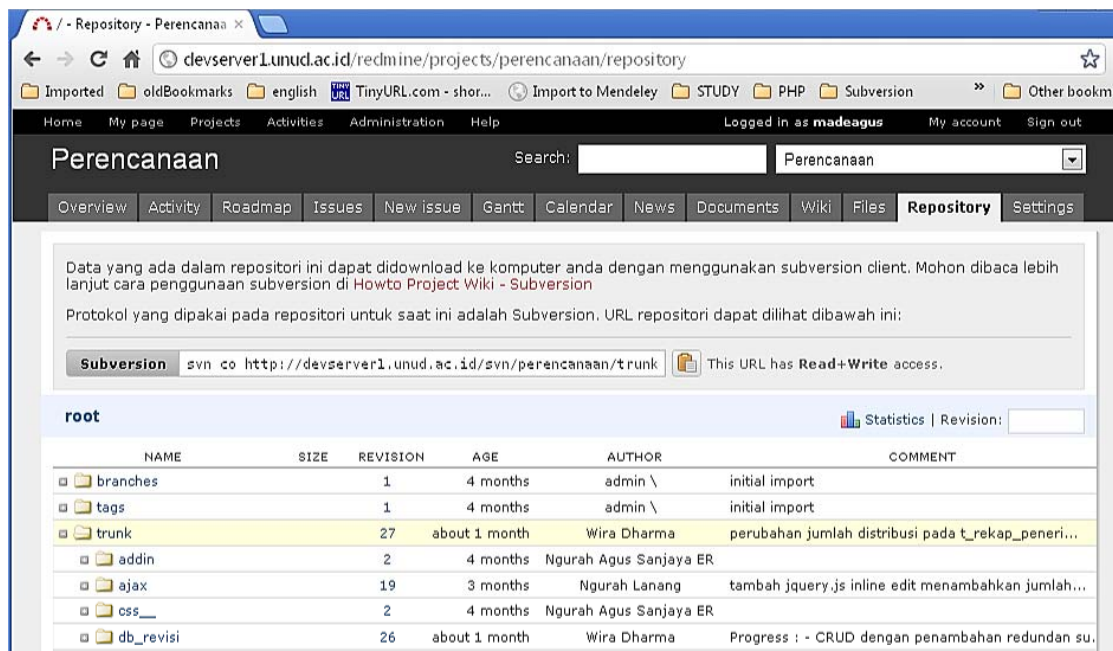 / - Repository - Perencanaa ×
devserver1.unud.ac.id/redmine/projects/perencanaan/repository
Imported oldBookmarks english TINY URL TinyURL.com - shor... Import to Mendeley STUDY PHP Subversion » Other bookm
Home My page Projects Activities Administration Help Logged in as madeagus My account Sign out
Perencanaan Search: Perencanaan
Overview Activity Roadmap Issues New issue Gantt Calendar News Documents Wiki Files Repository Settings
Data yang ada dalam repositori ini dapat didownload ke komputer anda dengan menggunakan subversion client. Mohon dibaca lebih
lanjut cara penggunaan subversion di Howto Project Wiki - Subversion
Protokol yang dipakai pada repositori untuk saat ini adalah Subversion. URL repositori dapat dilihat dibawah ini:
Subversion svn co http://devserver1.unud.ac.id/svn/perencanaan/trunk This URL has Read+Write access.
root Statistics | Revision:
NAME SIZE REVISION AGE AUTHOR COMMENT
branches 1 4 months admin \ initial import
tags 1 4 months admin \ initial import
trunk 27 about 1 month Wira Dharma perubahan jumlah distribusi pada t_rekap_peneri...
addin 2 4 months Ngurah Agus Sanjaya ER
ajax 19 3 months Ngurah Lanang tambah jquery.js inline edit menambahkan jumlah...
css__ 2 4 months Ngurah Agus Sanjaya ER
db_revisi 26 about 1 month Wira Dharma Progress : - CRUD dengan penambahan redundan su.